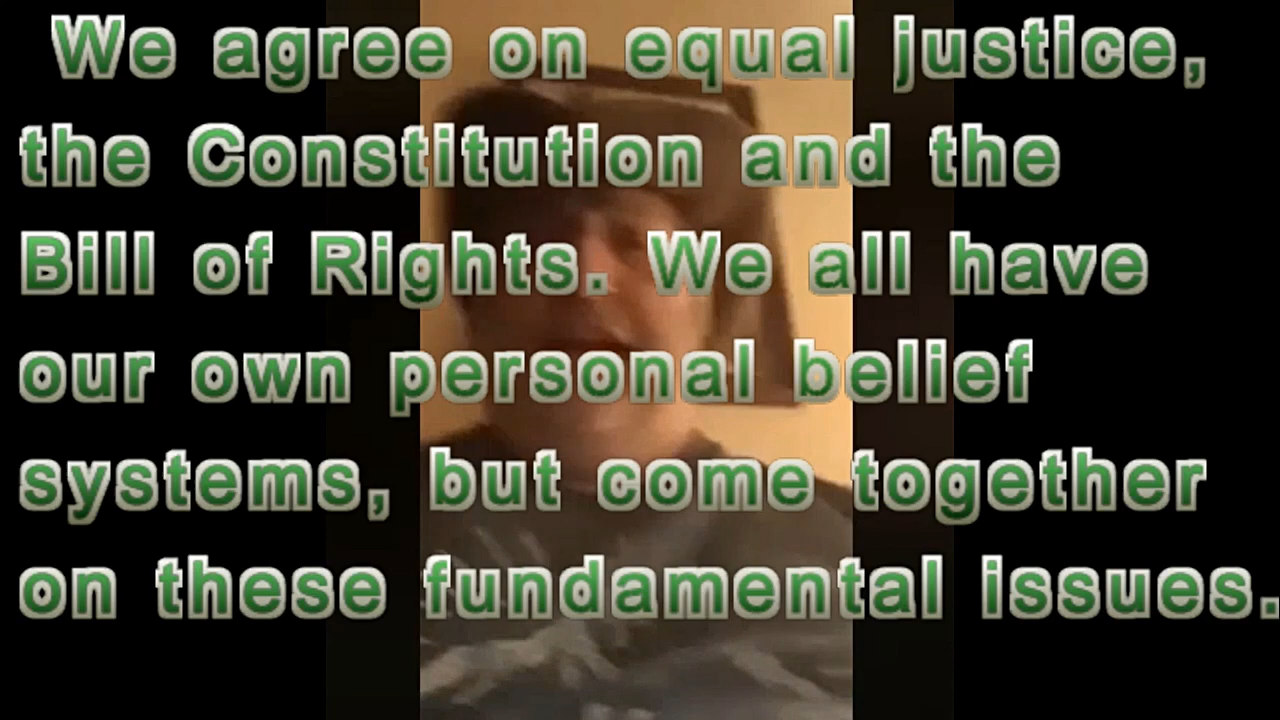 We agree on equal justice,
the Constitution and the
Bill of Rights. We all have
our own personal belief
systems, but come together
on these fundamental issues.